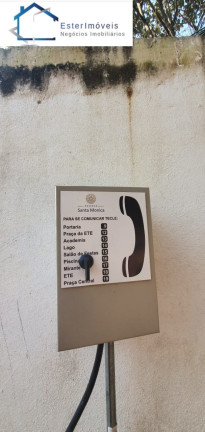 EsterImóveis
Negócios Imobiliários
Santa Monica
PARA SE COMUNICAR TECLE:
Portaria
Praça da ETE
Academia
Lago
Salão de Festas
Piscina
Mirante
ETE
Praça Central